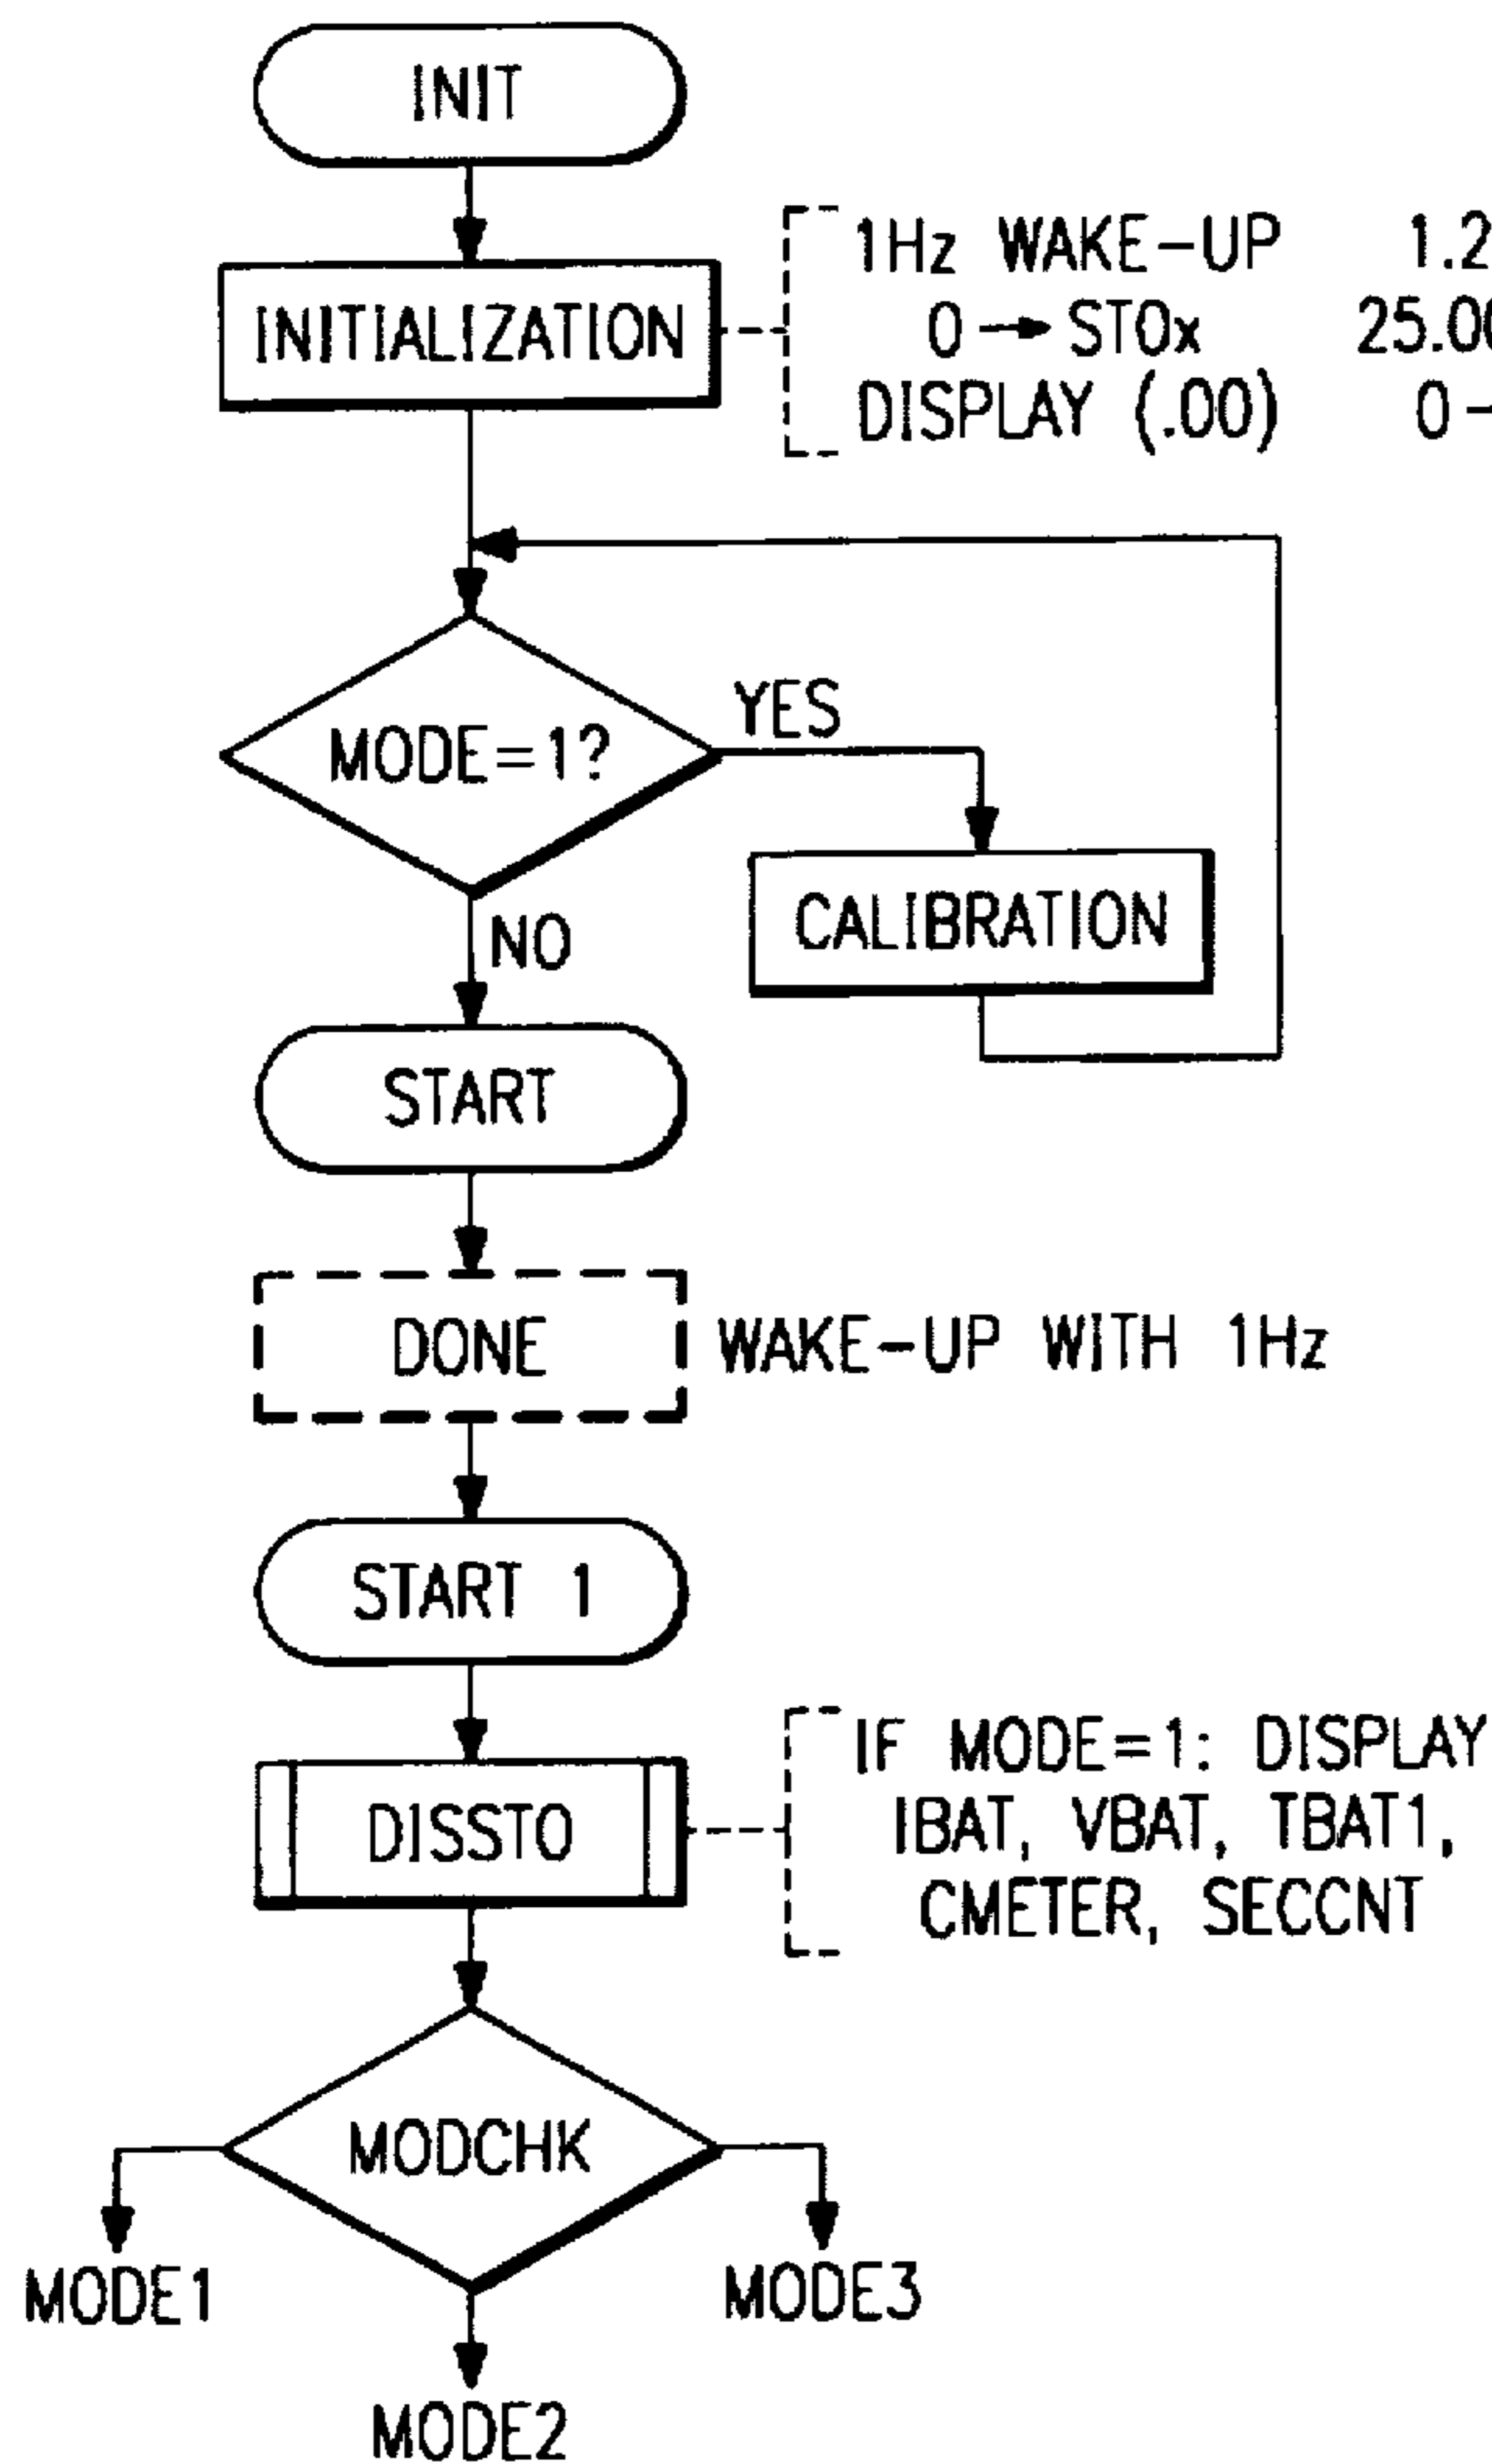 INIT
INITIALIZATION
1Hz WAKE-UP 1.2
0→STOx 25.00
DISPLAY (.00) 0-
MODE=1?
YES
CALIBRATION
NO
START
DONE
WAKE-UP WITH 1Hz
START 1
DISSTO
IF MODE=1: DISPLAY
IBAT, VBAT, TBAT1,
CMETER, SECCNT
MODCHK
MODE1
MODE3
MODE2